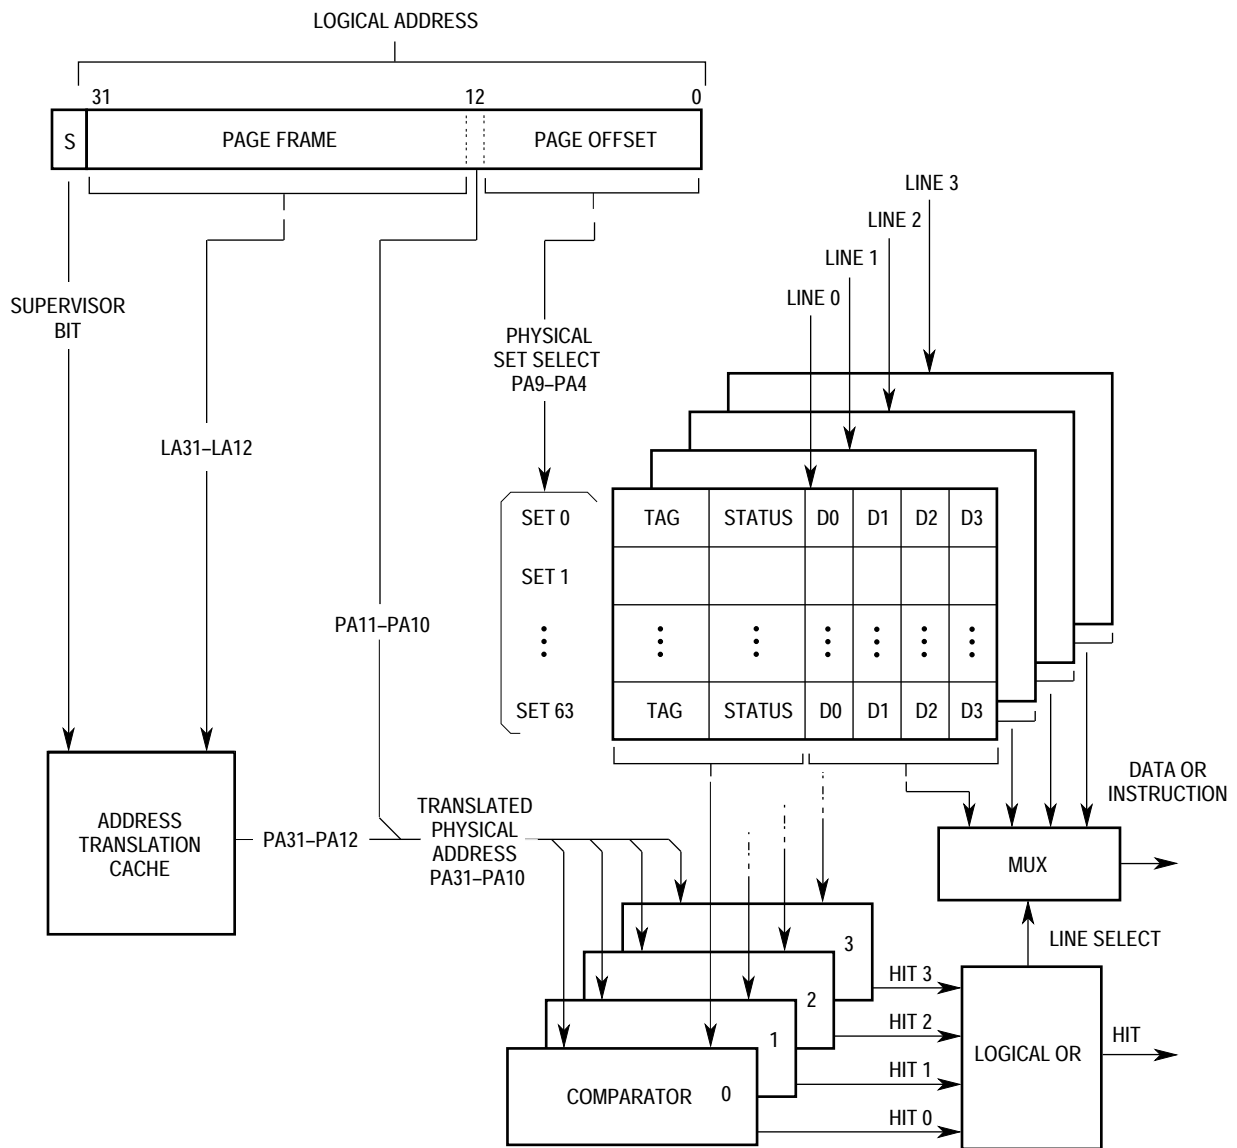 LOGICAL ADDRESS
31 12 0
S PAGE FRAME PAGE OFFSET
LINE 3
LINE 2
LINE 1
LINE 0
SUPERVISOR
BIT
PHYSICAL
SET SELECT
PA9–PA4
LA31–LA12
SET 0 TAG STATUS D0 D1 D2 D3
SET 1
PA11–PA10
SET 63 TAG STATUS D0 D1 D2 D3
ADDRESS
TRANSLATION
CACHE
PA31–PA12
TRANSLATED
PHYSICAL
ADDRESS
PA31–PA10
DATA OR
INSTRUCTION
MUX
LINE SELECT
3
2
1
COMPARATOR 0
HIT 3
HIT 2
HIT 1
HIT 0
LOGICAL OR
HIT